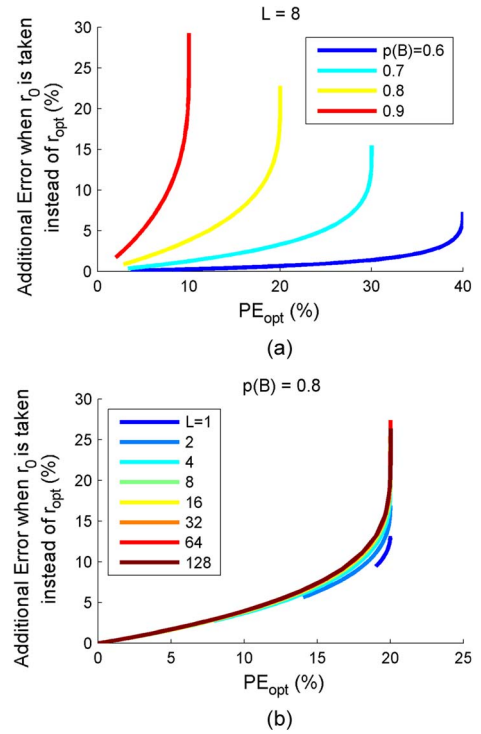 L = 8
Additional Error when r0 is taken
instead of ropt (%)
30
25
20
15
10
5
0
p(B)=0.6
0.7
0.8
0.9
0 10 20 30 40
PEopt (%)
(a)
p(B) = 0.8
Additional Error when r0 is taken
instead of ropt (%)
30
25
20
15
10
5
0
L=1
2
4
8
16
32
64
128
0 5 10 15 20 25
PEopt (%)
(b)